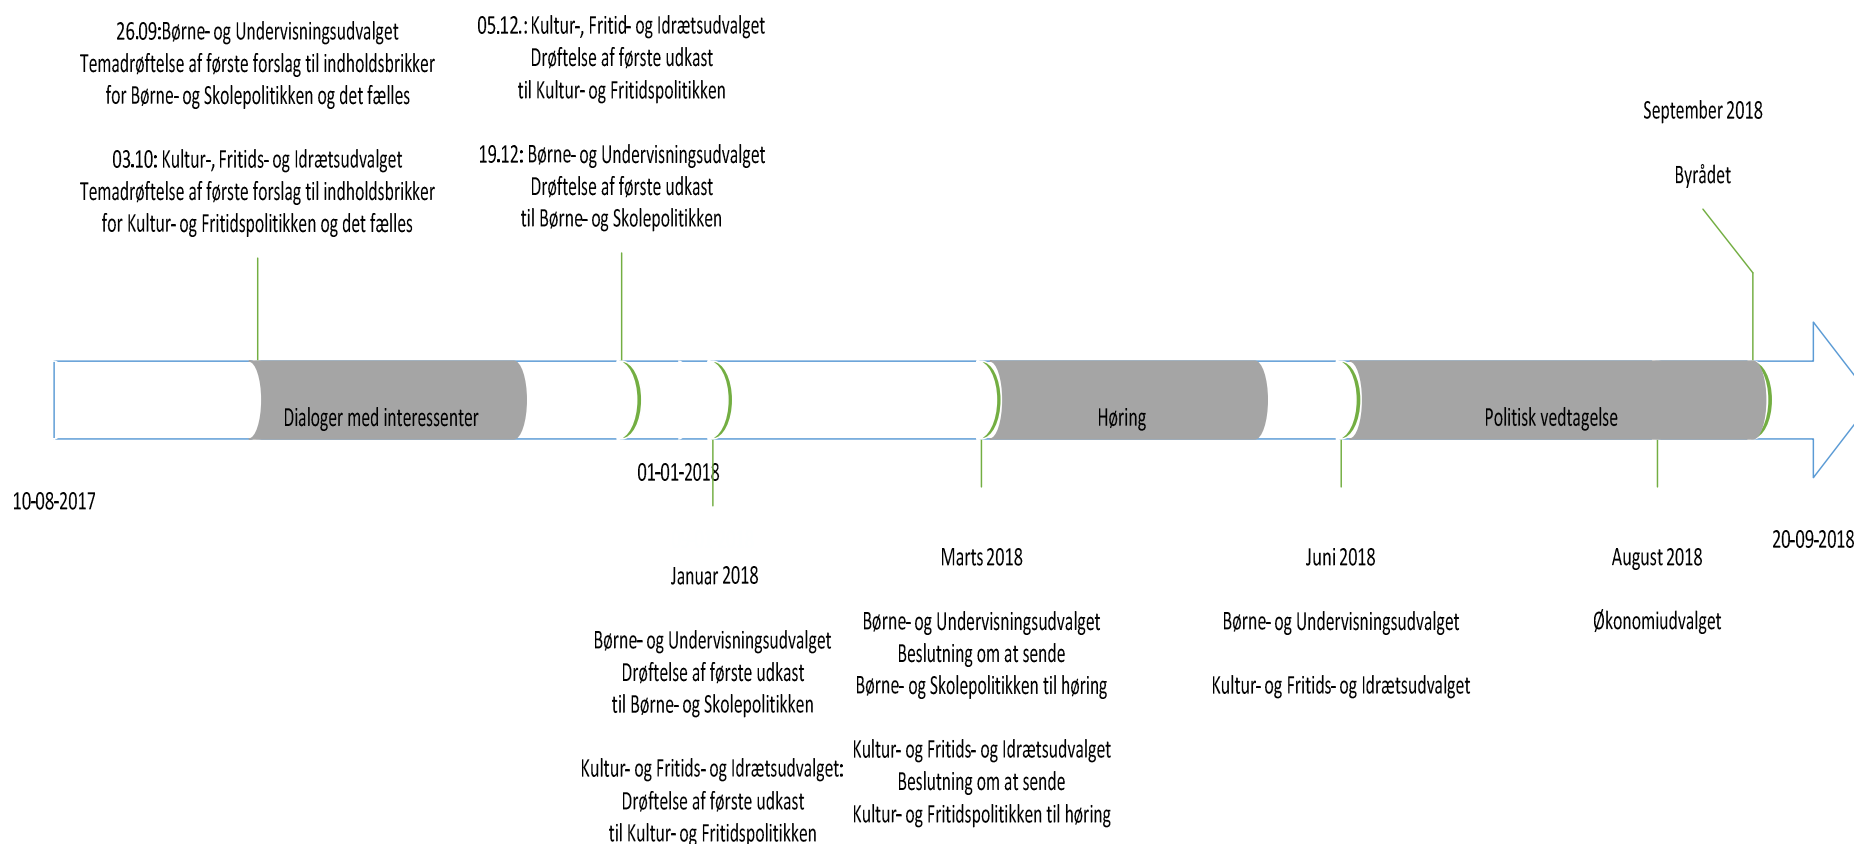 26.09:Børne- og Undervisningsudvalget
Temadrøftelse af første forslag til indholdsbrikker
for Børne- og Skolepolitikken og det fælles
03.10: Kultur-, Fritids- og Idrætsudvalget
Temadrøftelse af første forslag til indholdsbrikker
for Kultur- og Fritidspolitikken og det fælles
05.12.: Kultur-, Fritid- og Idrætsudvalget
Drøftelse af første udkast
til Kultur- og Fritidspolitikken
19.12: Børne- og Undervisningsudvalget
Drøftelse af første udkast
til Børne- og Skolepolitikken
September 2018
Byrådet
Dialoger med interessenter
Høring
Politisk vedtagelse
10-08-2017
01-01-2018
20-09-2018
Januar 2018
Børne- og Undervisningsudvalget
Drøftelse af første udkast
til Børne- og Skolepolitikken
Kultur- og Fritids- og Idrætsudvalget:
Drøftelse af første udkast
til Kultur- og Fritidspolitikken
Marts 2018
Børne- og Undervisningsudvalget
Beslutning om at sende
Børne- og Skolepolitikken til høring
Kultur- og Fritids- og Idrætsudvalget
Beslutning om at sende
Kultur- og Fritidspolitikken til høring
Juni 2018
Børne- og Undervisningsudvalget
Kultur- og Fritids- og Idrætsudvalget
August 2018
Økonomiudvalget